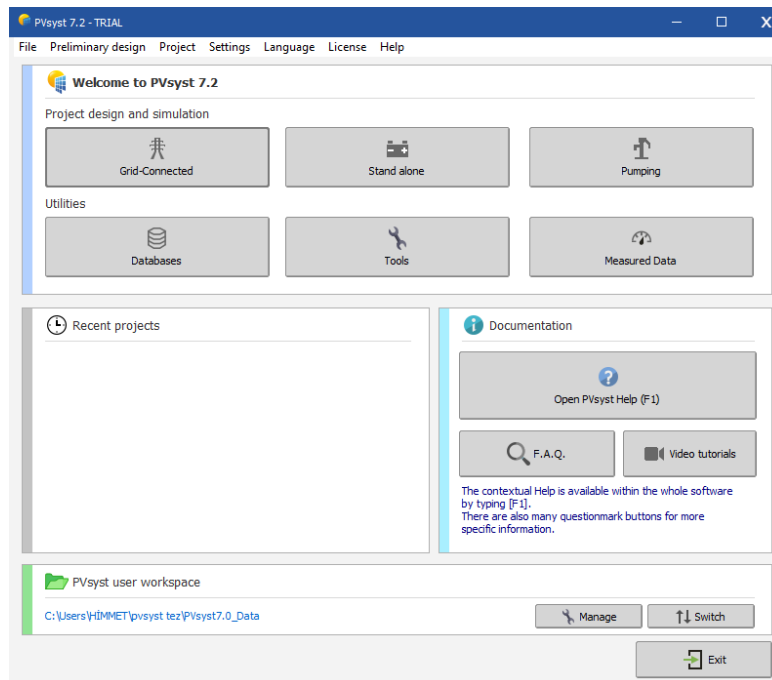 PVsyst 7.2 - TRIAL
File Preliminary design Project Settings Language License Help
Welcome to PVsyst 7.2
Project design and simulation
Grid-Connected
Stand alone
Pumping
Utilities
Databases
Tools
Measured Data
Recent projects
Documentation
Open PVsyst Help (F1)
F.A.Q.
Video tutorials
The contextual Help is available within the whole software
by typing [F1].
There are also many questionmark buttons for more
specific information.
PVsyst user workspace
C:\Users\HİMMET\pvsyst tez\PVsyst7.0_Data
Manage
Switch
Exit